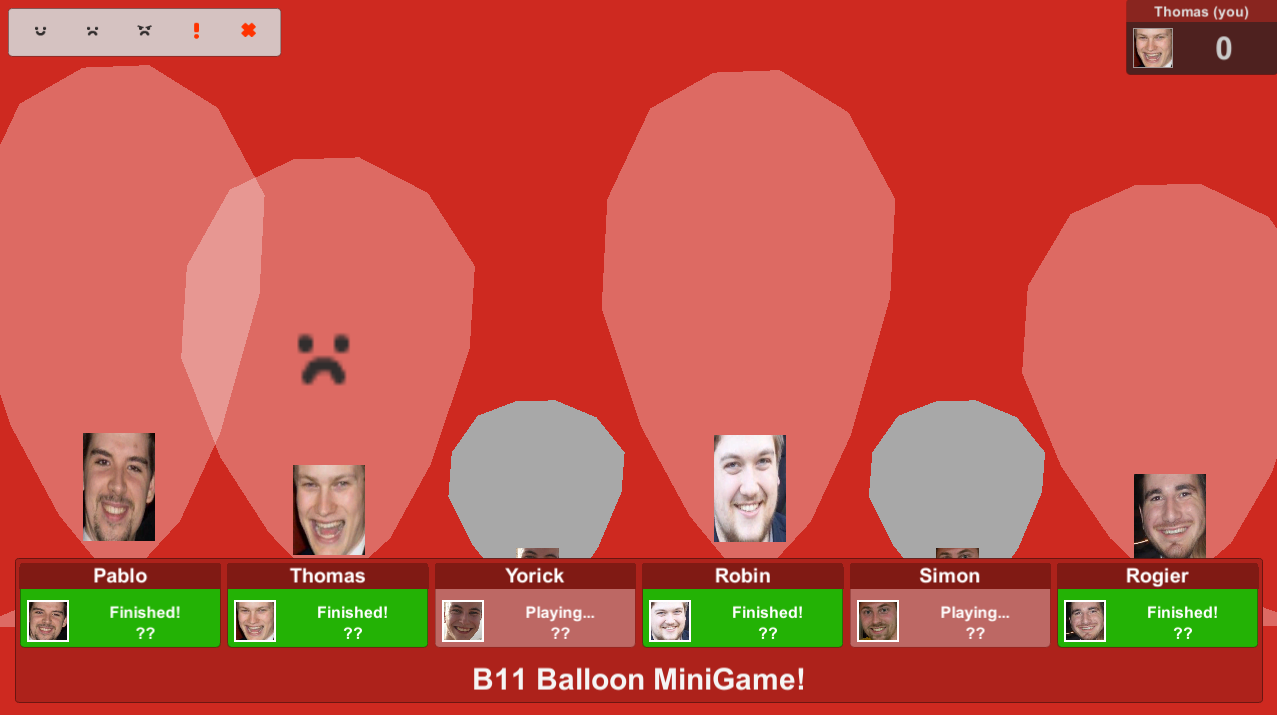 Thomas (you)
0
Pablo
Finished!
??
Thomas
Finished!
??
Yorick
Playing...
??
Robin
Finished!
??
Simon
Playing...
??
Rogier
Finished!
??
B11 Balloon MiniGame!